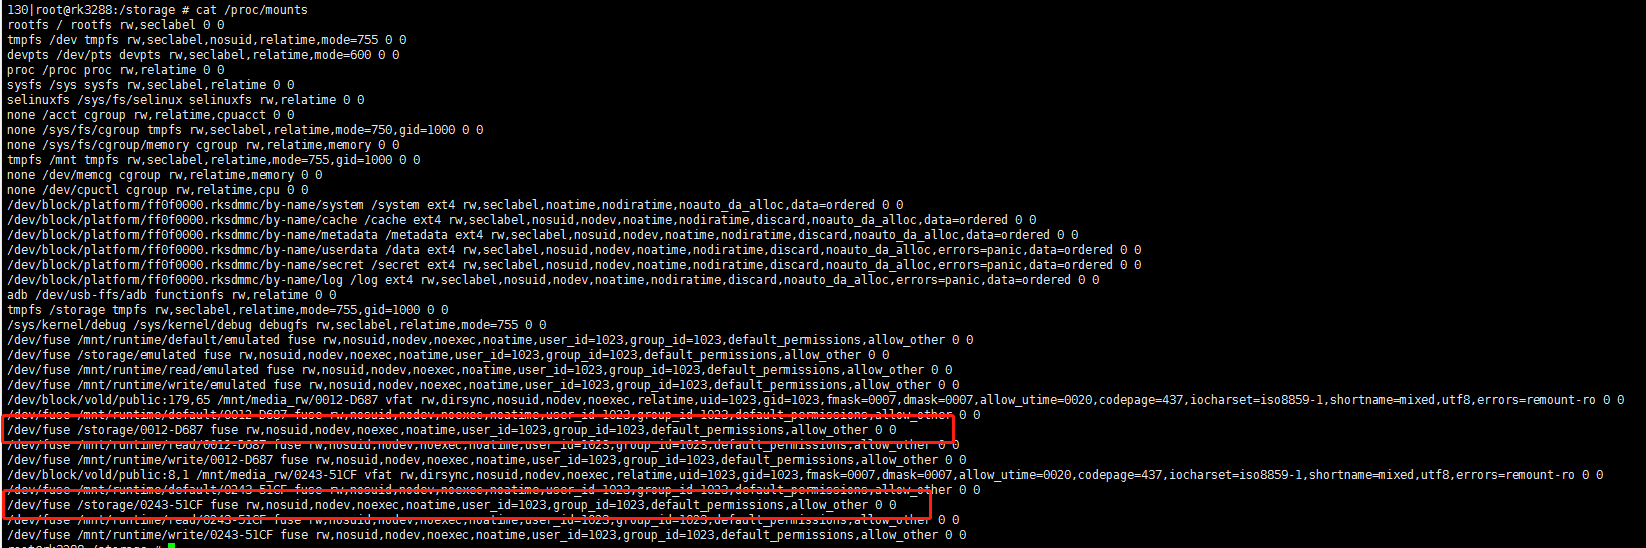 130|root@rk3288:/storage # cat /proc/mounts
rootfs / rootfs rw,seclabel 0 0
tmpfs /dev tmpfs rw,seclabel,nosuid,relatime,mode=755 0 0
devpts /dev/pts devpts rw,seclabel,relatime,mode=600 0 0
proc /proc proc rw,relatime 0 0
sysfs /sys sysfs rw,seclabel,relatime 0 0
selinuxfs /sys/fs/selinux selinuxfs rw,relatime 0 0
none /acct cgroup rw,relatime,cpuacct 0 0
none /sys/fs/cgroup tmpfs rw,seclabel,relatime,mode=750,gid=1000 0 0
none /sys/fs/cgroup/memory cgroup rw,relatime,memory 0 0
tmpfs /mnt tmpfs rw,seclabel,relatime,mode=755,gid=1000 0 0
none /dev/memcg cgroup rw,relatime,memory 0 0
none /dev/cpuctl cgroup rw,relatime,cpu 0 0
/dev/block/platform/ff0f0000.rksdmmc/by-name/system /system ext4 rw,seclabel,noatime,nodiratime,noauto_da_alloc,data=ordered 0 0
/dev/block/platform/ff0f0000.rksdmmc/by-name/cache /cache ext4 rw,seclabel,nosuid,nodev,noatime,nodiratime,discard,noauto_da_alloc,data=ordered 0 0
/dev/block/platform/ff0f0000.rksdmmc/by-name/metadata /metadata ext4 rw,seclabel,nosuid,nodev,noatime,nodiratime,discard,noauto_da_alloc,data=ordered 0 0
/dev/block/platform/ff0f0000.rksdmmc/by-name/userdata /data ext4 rw,seclabel,nosuid,nodev,noatime,nodiratime,discard,noauto_da_alloc,errors=panic,data=ordered 0 0
/dev/block/platform/ff0f0000.rksdmmc/by-name/secret /secret ext4 rw,seclabel,nosuid,nodev,noatime,nodiratime,discard,noauto_da_alloc,errors=panic,data=ordered 0 0
/dev/block/platform/ff0f0000.rksdmmc/by-name/log /log ext4 rw,seclabel,nosuid,nodev,noatime,nodiratime,discard,noauto_da_alloc,errors=panic,data=ordered 0 0
adb /dev/usb-ffs/adb functionfs rw,relatime 0 0
tmpfs /storage tmpfs rw,seclabel,relatime,mode=755,gid=1000 0 0
/sys/kernel/debug /sys/kernel/debug debugfs rw,seclabel,relatime,mode=755 0 0
/dev/fuse /mnt/runtime/default/emulated fuse rw,nosuid,nodev,noexec,noatime,user_id=1023,group_id=1023,default_permissions,allow_other 0 0
/dev/fuse /storage/emulated fuse rw,nosuid,nodev,noexec,noatime,user_id=1023,group_id=1023,default_permissions,allow_other 0 0
/dev/fuse /mnt/runtime/read/emulated fuse rw,nosuid,nodev,noexec,noatime,user_id=1023,group_id=1023,default_permissions,allow_other 0 0
/dev/fuse /mnt/runtime/write/emulated fuse rw,nosuid,nodev,noexec,noatime,user_id=1023,group_id=1023,default_permissions,allow_other 0 0
/dev/block/vold/public:179,65 /mnt/media_rw/0012-D687 vfat rw,dirsync,nosuid,nodev,noexec,relatime,uid=1023,gid=1023,fmask=0007,dmask=0007,allow_utime=0020,codepage=437,iocharset=iso8859-1,shortname=mixed,utf8,errors=remount-ro 0 0
/dev/fuse /mnt/runtime/default/0012-D687 fuse rw,nosuid,nodev,noexec,noatime,user_id=1023,group_id=1023,default_permissions,allow_other 0 0
/dev/fuse /storage/0012-D687 fuse rw,nosuid,nodev,noexec,noatime,user_id=1023,group_id=1023,default_permissions,allow_other 0 0
/dev/fuse /mnt/runtime/read/0012-D687 fuse rw,nosuid,nodev,noexec,noatime,user_id=1023,group_id=1023,default_permissions,allow_other 0 0
/dev/fuse /mnt/runtime/write/0012-D687 fuse rw,nosuid,nodev,noexec,noatime,user_id=1023,group_id=1023,default_permissions,allow_other 0 0
/dev/block/vold/public:8,1 /mnt/media_rw/0243-51CF vfat rw,dirsync,nosuid,nodev,noexec,relatime,uid=1023,gid=1023,fmask=0007,dmask=0007,allow_utime=0020,codepage=437,iocharset=iso8859-1,shortname=mixed,utf8,errors=remount-ro 0 0
/dev/fuse /mnt/runtime/default/0243-51CF fuse rw,nosuid,nodev,noexec,noatime,user_id=1023,group_id=1023,default_permissions,allow_other 0 0
/dev/fuse /storage/0243-51CF fuse rw,nosuid,nodev,noexec,noatime,user_id=1023,group_id=1023,default_permissions,allow_other 0 0
/dev/fuse /mnt/runtime/read/0243-51CF fuse rw,nosuid,nodev,noexec,noatime,user_id=1023,group_id=1023,default_permissions,allow_other 0 0
/dev/fuse /mnt/runtime/write/0243-51CF fuse rw,nosuid,nodev,noexec,noatime,user_id=1023,group_id=1023,default_permissions,allow_other 0 0
root@rk3288:/storage #